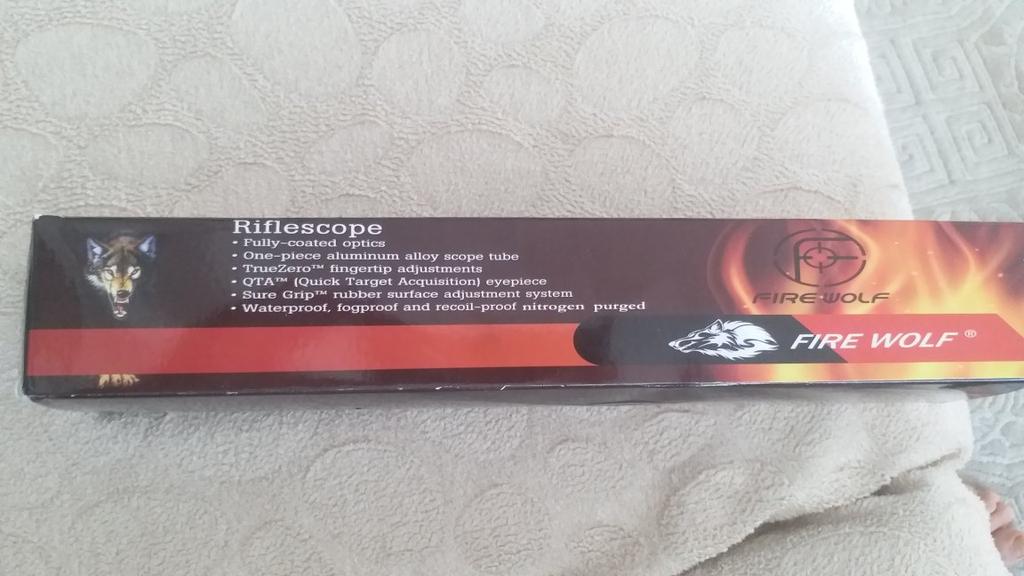 Riflescope
• Fully-coated optics
• One-piece aluminum alloy scope tube
• TrueZero™ fingertip adjustments
• QTA™ (Quick Target Acquisition) eyepiece
• Sure Grip™ rubber surface adjustment system
• Waterproof, fogproof and recoil-proof nitrogen purged
FIRE WOLF
FIRE WOLF ®